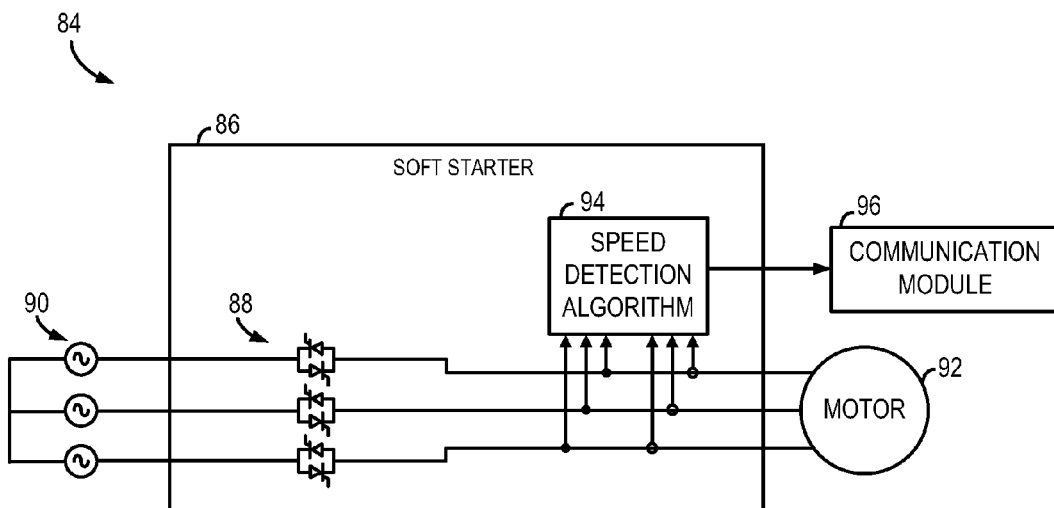 84
86
SOFT STARTER
94
SPEED
DETECTION
ALGORITHM
96
COMMUNICATION
MODULE
90
88
92
MOTOR